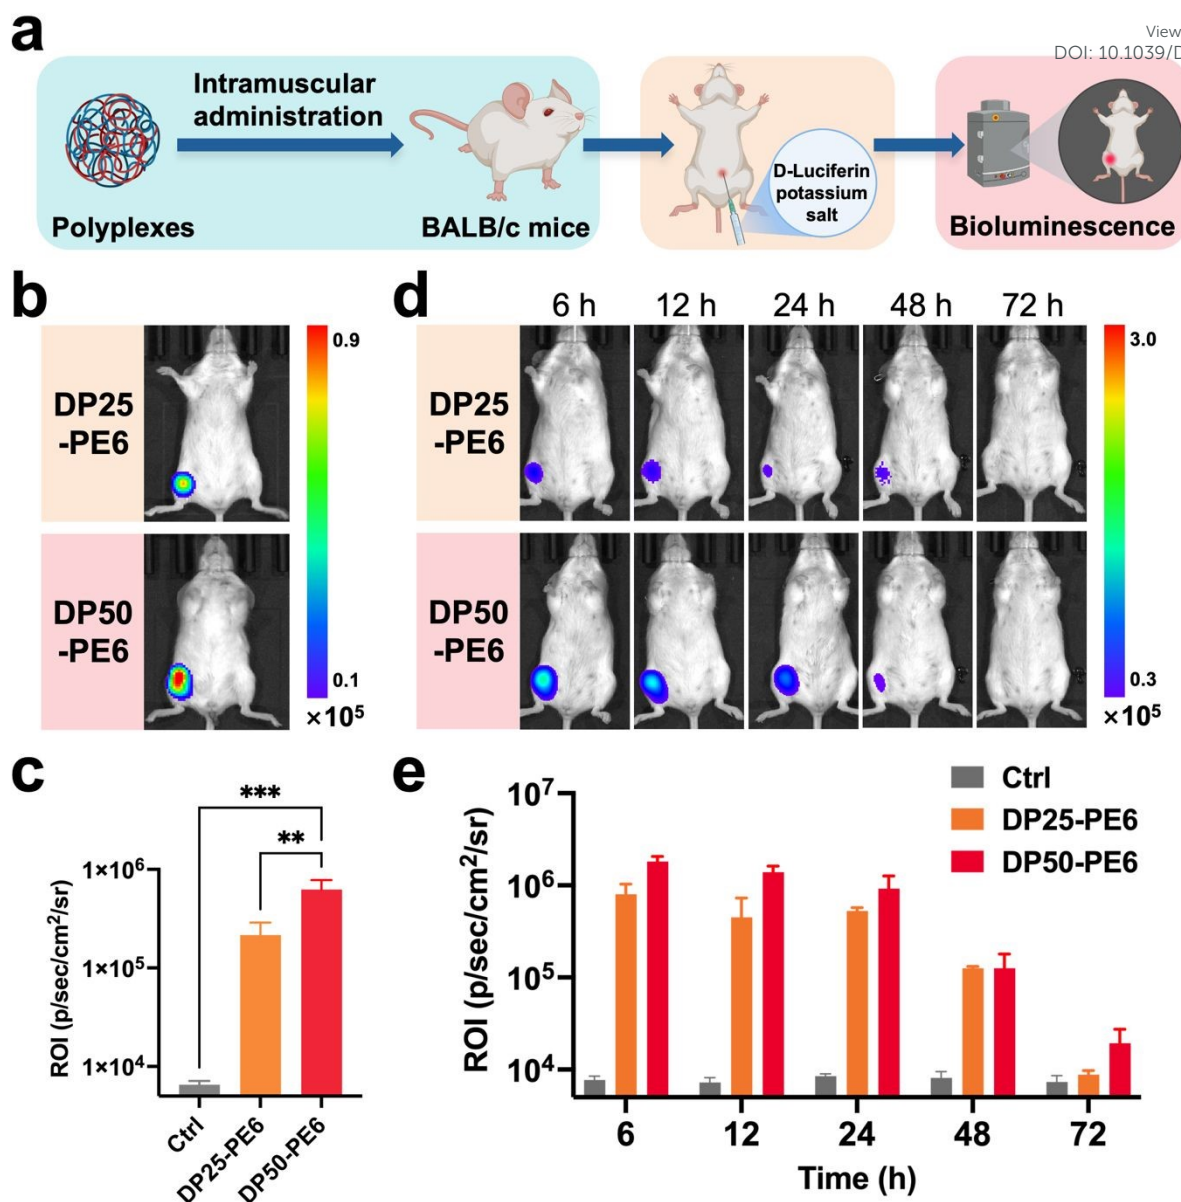 a
View
DOI: 10.1039/D
Intramuscular
administration
Polyplexes
BALB/c mice
D-Luciferin
potassium
salt
Bioluminescence
b
DP25
-PE6
DP50
-PE6
0.9
0.1
×10⁵
d
6 h 12 h 24 h 48 h 72 h
DP25
-PE6
DP50
-PE6
3.0
0.3
×10⁵
c
***
**
ROI (p/sec/cm²/sr)
1×10⁶
1×10⁵
1×10⁴
Ctrl
DP25-PE6
DP50-PE6
e
Ctrl
DP25-PE6
DP50-PE6
ROI (p/sec/cm²/sr)
10⁷
10⁶
10⁵
10⁴
6 12 24 48 72
Time (h)